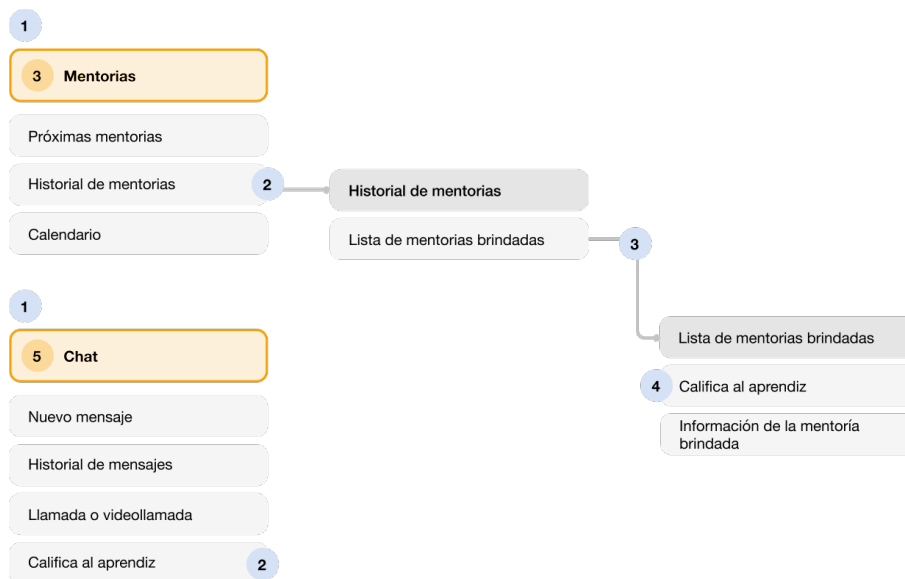 1
3 Mentorias
Próximas mentorias
Historial de mentorias 2
Calendario
Historial de mentorias
Lista de mentorias brindadas
3
Lista de mentorias brindadas
4 Califica al aprendiz
Información de la mentoría
brindada
1
5 Chat
Nuevo mensaje
Historial de mensajes
Llamada o videollamada
Califica al aprendiz 2